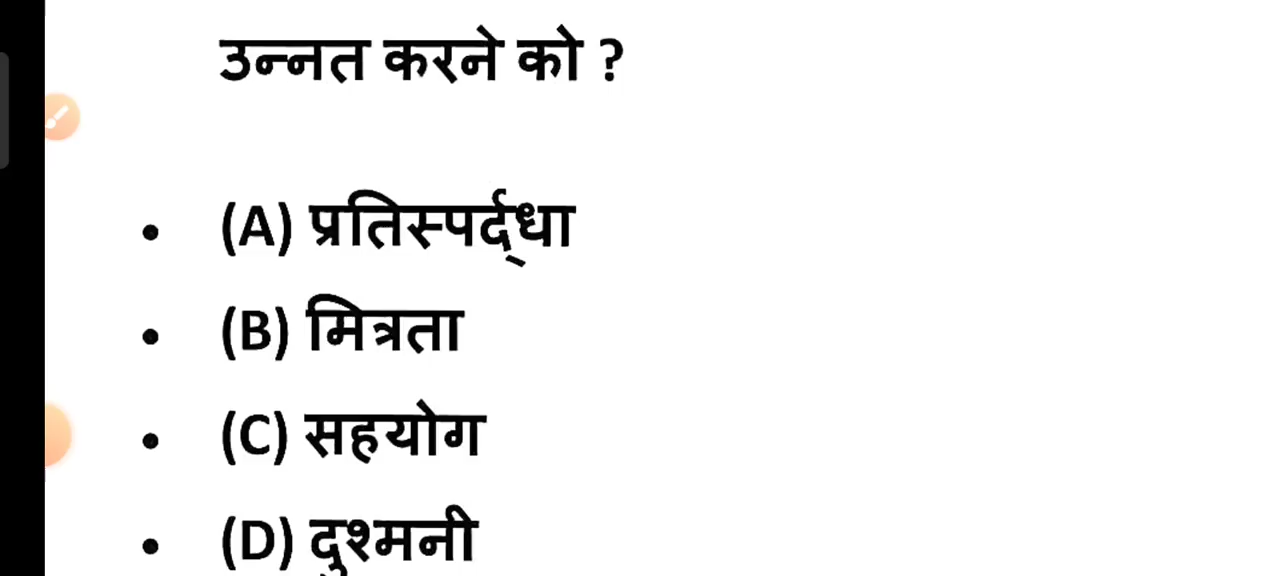 उन्नत करने को ?
• (A) प्रतिस्पर्द्धा
• (B) मित्रता
• (C) सहयोग
• (D) दुश्मनी